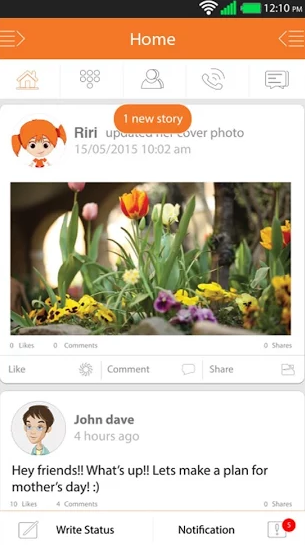 12:10 PM
Home
1 new story
Riri updated her cover photo
15/05/2015 10:02 am
0 Likes 0 Comments 0 Shares
Like Comment Share
John dave
4 hours ago
Hey friends!! What's up!! Lets make a plan for
mother's day! :)
10 Likes 4 Comments 0 Shares
Write Status Notification 5